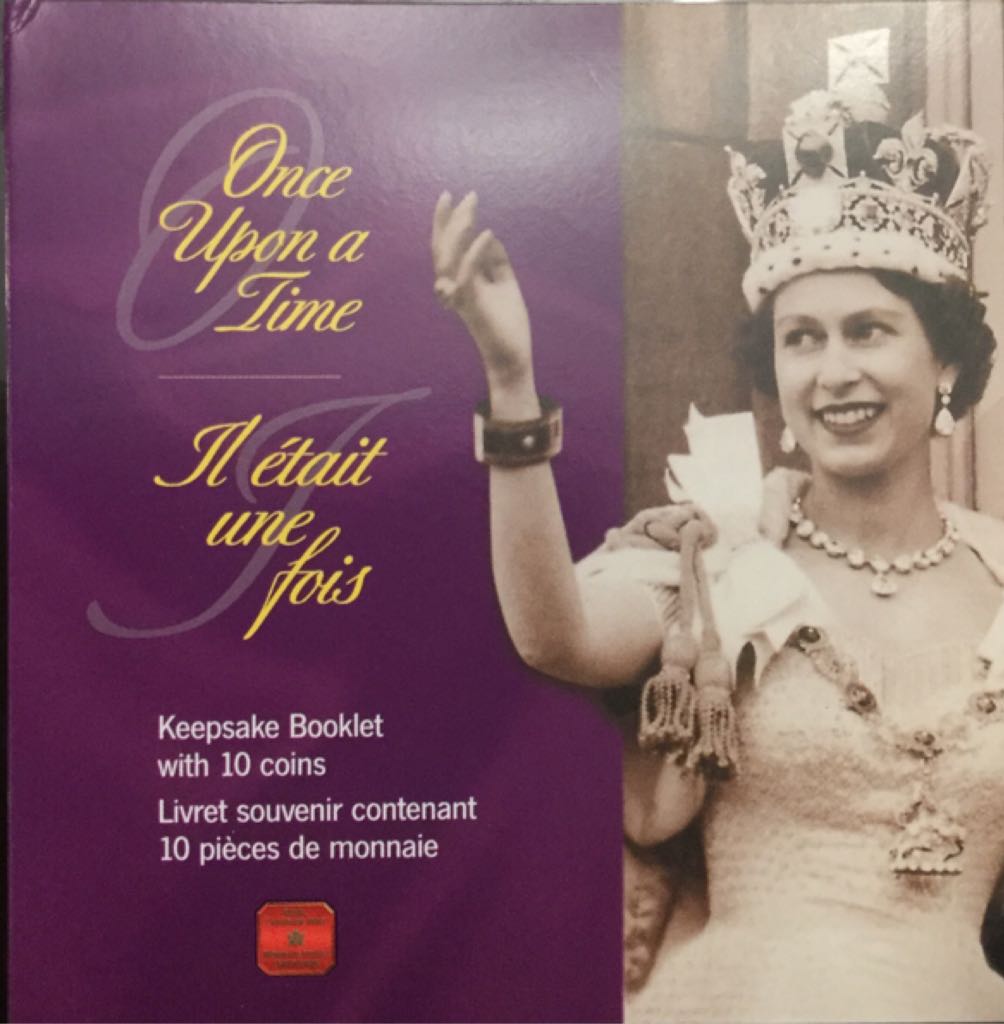 Once
Upon a
Time
Il était
une
fois
Keepsake Booklet
with 10 coins
Livret souvenir contenant
10 pièces de monnaie